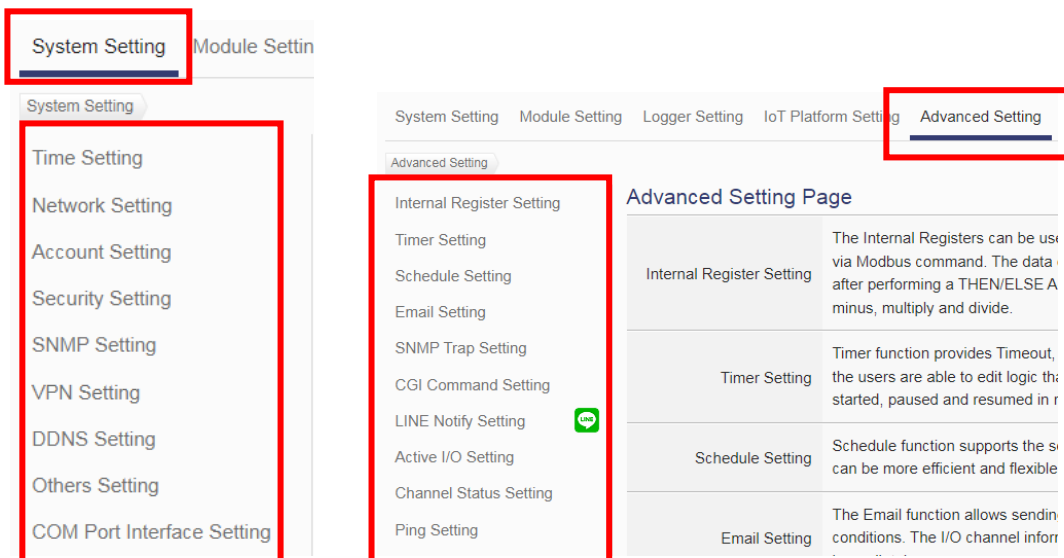 System Setting Module Settin
System Setting
Time Setting
Network Setting
Account Setting
Security Setting
SNMP Setting
VPN Setting
DDNS Setting
Others Setting
COM Port Interface Setting
System Setting Module Setting Logger Setting IoT Platform Setting Advanced Setting
Advanced Setting
Internal Register Setting
Timer Setting
Schedule Setting
Email Setting
SNMP Trap Setting
CGI Command Setting
LINE Notify Setting LINE
Active I/O Setting
Channel Status Setting
Ping Setting
Advanced Setting Page
Internal Register Setting
The Internal Registers can be use
via Modbus command. The data
after performing a THEN/ELSE A
minus, multiply and divide.
Timer Setting
Timer function provides Timeout,
the users are able to edit logic tha
started, paused and resumed in
Schedule Setting
Schedule function supports the s
can be more efficient and flexible
Email Setting
The Email function allows sending
conditions. The I/O channel infor